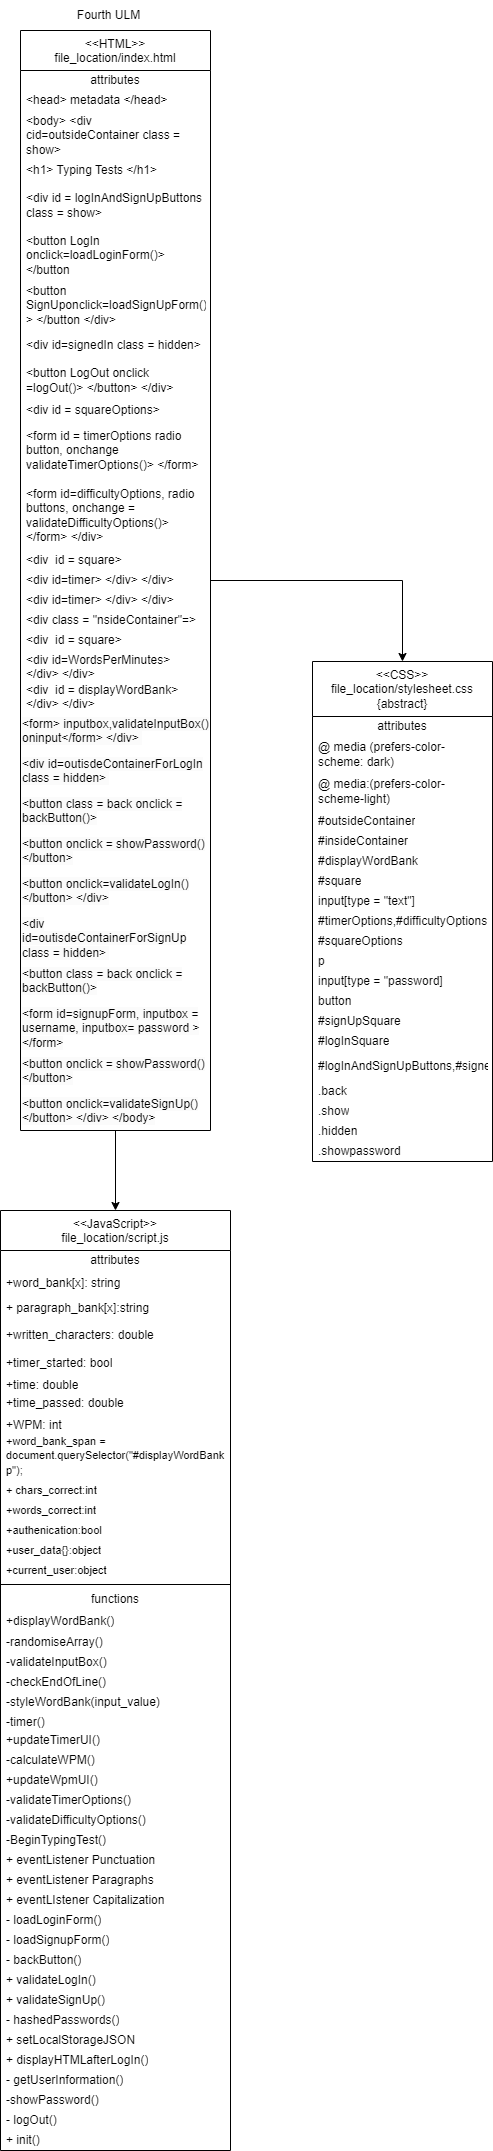 Fourth ULM
<<HTML>>
file_location/index.html
attributes
<head> metadata </head>
<body> <div
cid=outsideContainer class =
show>
<h1> Typing Tests </h1>
<div id = logInAndSignUpButtons
class = show>
<button LogIn
onclick=loadLoginForm()>
</button
<button
SignUponclick=loadSignUpForm()
> </button </div>
<div id=signedIn class = hidden>
<button LogOut onclick
=logOut()> </button> </div>
<div id = squareOptions>
<form id = timerOptions radio
button, onchange
validateTimerOptions()> </form>
<form id=difficultyOptions, radio
buttons, onchange =
validateDifficultyOptions()>
</form> </div>
<div  id = square>
<div id=timer> </div> </div>
<div id=timer> </div> </div>
<div class = "nsideContainer"=>
<div  id = square>
<div id=WordsPerMinutes>
</div> </div>
<div  id = displayWordBank>
</div> </div>
<form> inputbox,validateInputBox()
oninput</form> </div>
<div id=outisdeContainerForLogIn
class = hidden>
<button class = back onclick =
backButton()>
<button onclick = showPassword()
</button>
<button onclick=validateLogIn()
</button> </div>
<div
id=outisdeContainerForSignUp
class = hidden>
<button class = back onclick =
backButton()>
<form id=signupForm, inputbox =
username, inputbox= password >
</form>
<button onclick = showPassword()
</button>
<button onclick=validateSignUp()
</button> </div> </body>
<<CSS>>
file_location/stylesheet.css
{abstract}
attributes
@ media (prefers-color-
scheme: dark)
@ media:(prefers-color-
scheme-light)
#outsideContainer
#insideContainer
#displayWordBank
#square
input[type = "text"]
#timerOptions,#difficultyOptions
#squareOptions
p
input[type = "password]
button
#signUpSquare
#logInSquare
#logInAndSignUpButtons,#signe
.back
.show
.hidden
.showpassword
<<JavaScript>>
file_location/script.js
attributes
+word_bank[x]: string
+ paragraph_bank[x]:string
+written_characters: double
+timer_started: bool
+time: double
+time_passed: double
+WPM: int
+word_bank_span =
document.querySelector("#displayWordBank
p");
+ chars_correct:int
+words_correct:int
+authenication:bool
+user_data{}:object
+current_user:object
functions
+displayWordBank()
-randomiseArray()
-validateInputBox()
-checkEndOfLine()
-styleWordBank(input_value)
-timer()
+updateTimerUI()
-calculateWPM()
+updateWpmUI()
-validateTimerOptions()
-validateDifficultyOptions()
-BeginTypingTest()
+ eventListener Punctuation
+ eventListener Paragraphs
+ eventLIstener Capitalization
- loadLoginForm()
- loadSignupForm()
- backButton()
+ validateLogIn()
+ validateSignUp()
- hashedPasswords()
+ setLocalStorageJSON
+ displayHTMLafterLogIn()
- getUserInformation()
-showPassword()
- logOut()
+ init()